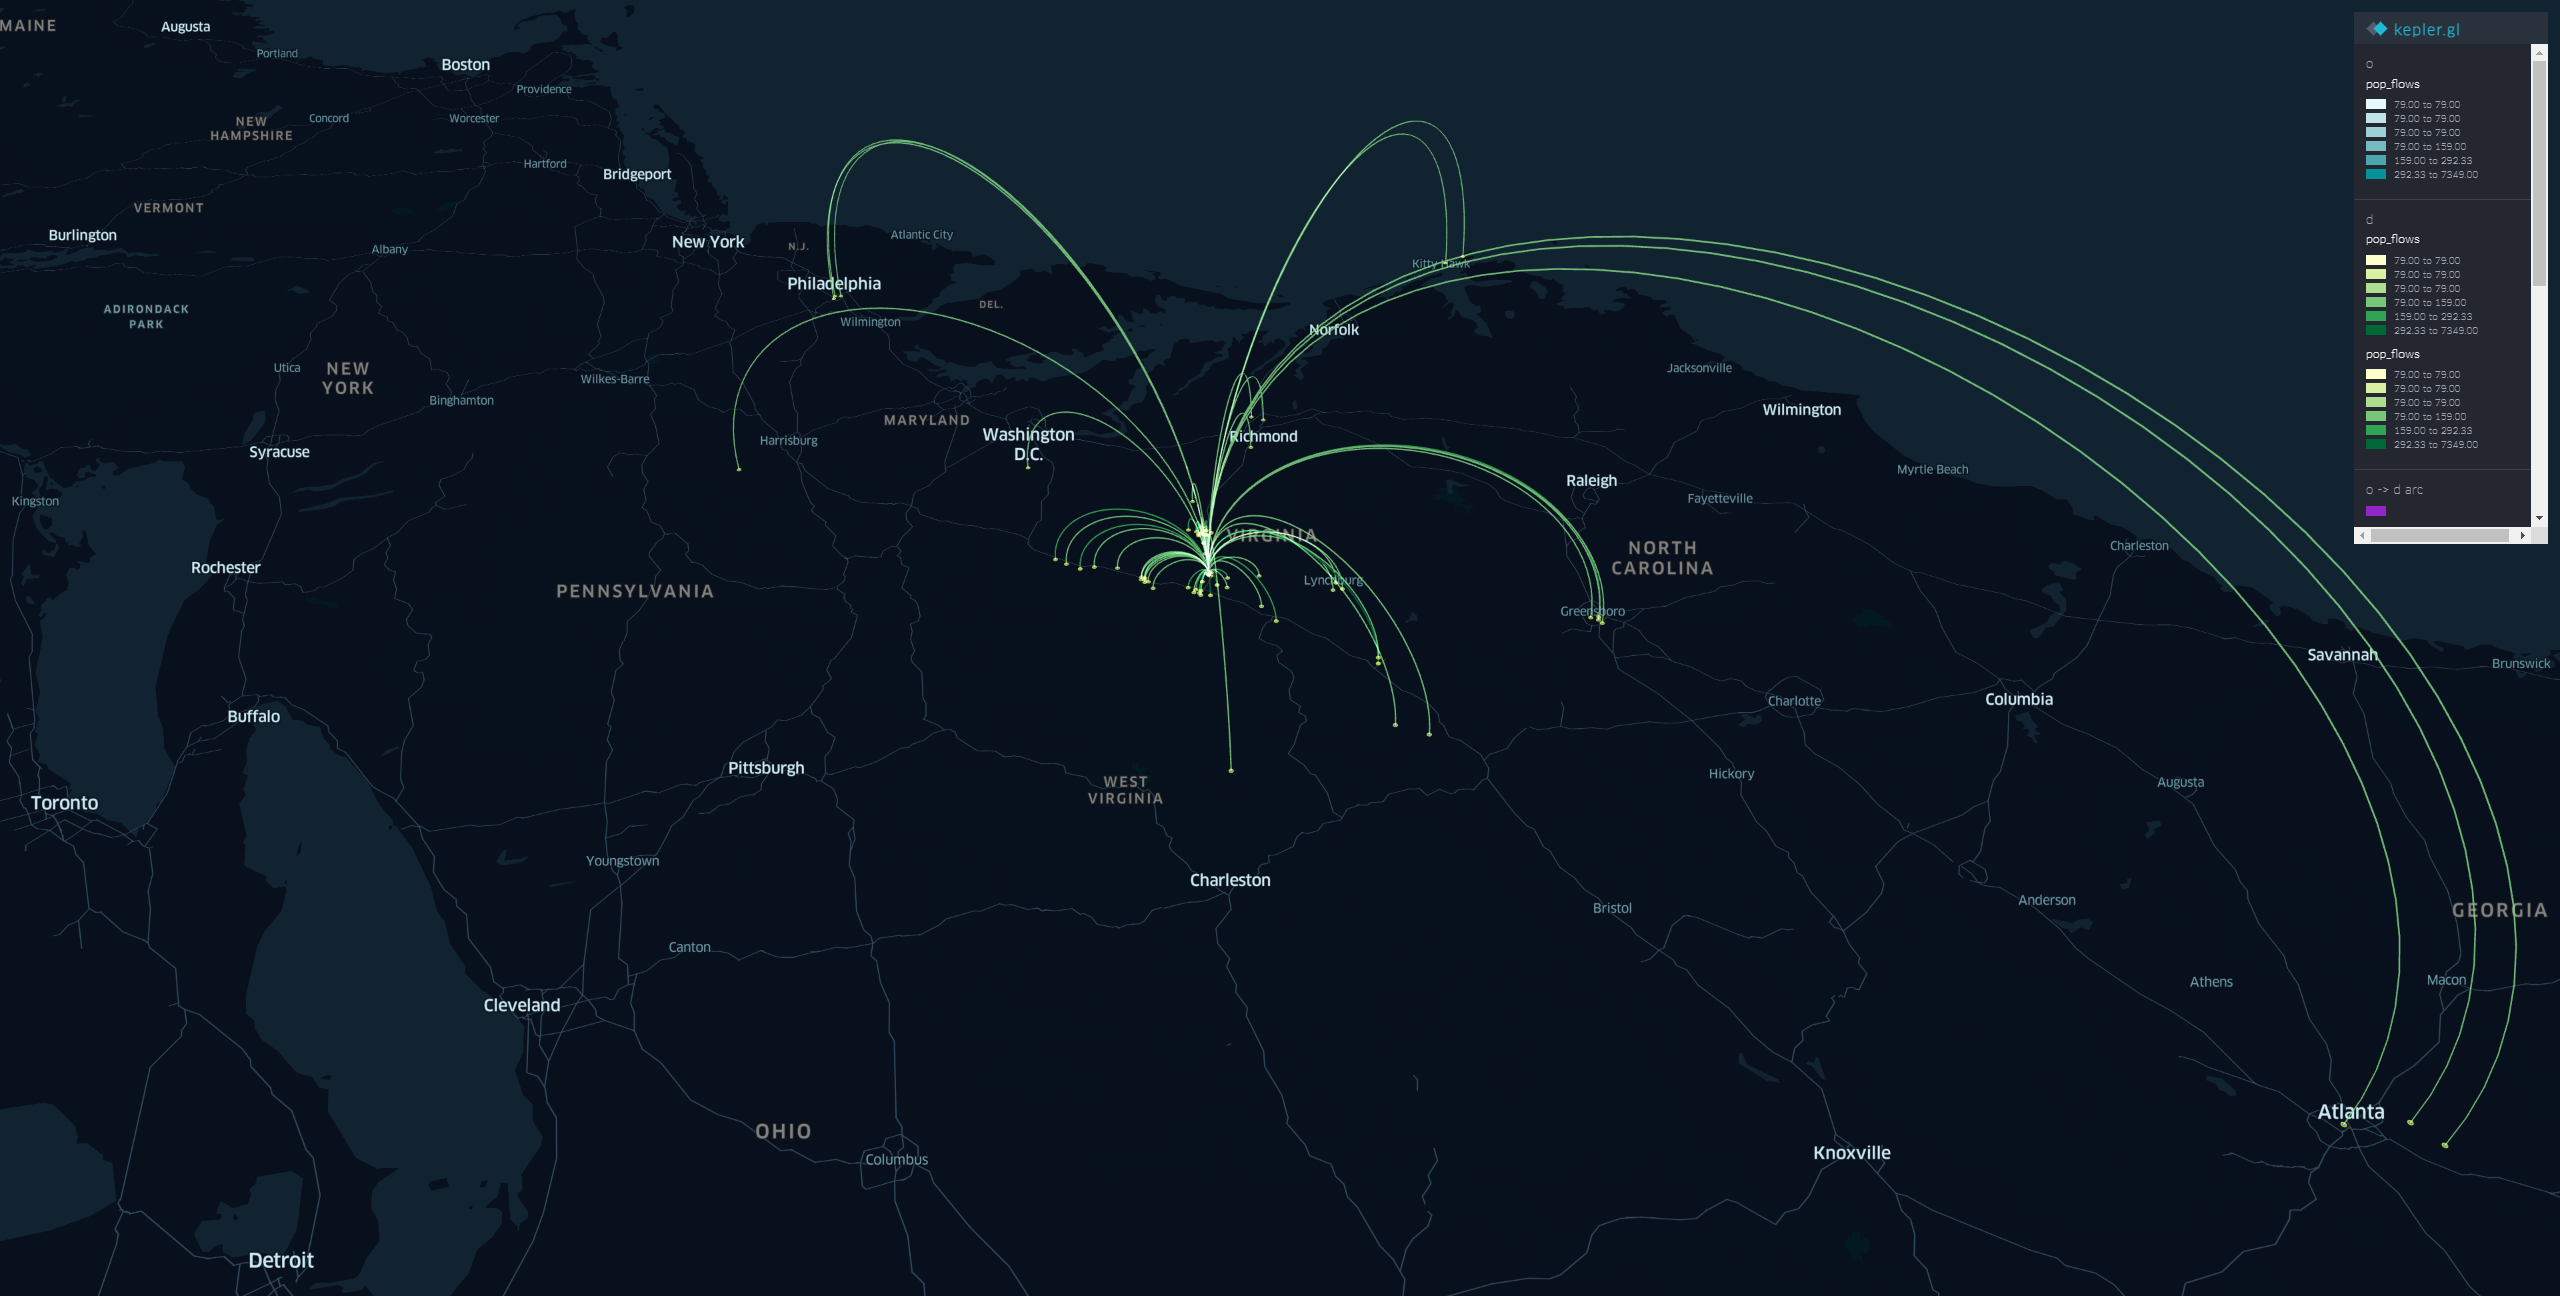 MAINE
Augusta
Portland
Boston
Providence
NEW
HAMPSHIRE
Concord
Worcester
Hartford
Bridgeport
VERMONT
Burlington
Albany
New York
N.J.
Atlantic City
Philadelphia
DEL.
Wilmington
ADIRONDACK
PARK
Utica
NEW
YORK
Wilkes-Barre
Binghamton
MARYLAND
Washington
D.C.
Harrisburg
Syracuse
Kingston
Rochester
PENNSYLVANIA
Buffalo
Toronto
Pittsburgh
Youngstown
Canton
Cleveland
OHIO
Columbus
Detroit
WEST
VIRGINIA
Charleston
Kitty Hawk
Norfolk
Richmond
VIRGINIA
Lynchburg
Jacksonville
Wilmington
Raleigh
Fayetteville
Myrtle Beach
NORTH
CAROLINA
Greensboro
Charleston
Charlotte
Columbia
Savannah
Brunswick
Hickory
Augusta
Bristol
Anderson
GEORGIA
Athens
Macon
Atlanta
Knoxville
kepler.gl
o
pop_flows
79.00 to 79.00
79.00 to 79.00
79.00 to 79.00
79.00 to 159.00
159.00 to 292.33
292.33 to 7349.00
d
pop_flows
79.00 to 79.00
79.00 to 79.00
79.00 to 79.00
79.00 to 159.00
159.00 to 292.33
292.33 to 7349.00
pop_flows
79.00 to 79.00
79.00 to 79.00
79.00 to 79.00
79.00 to 159.00
159.00 to 292.33
292.33 to 7349.00
o -> d arc